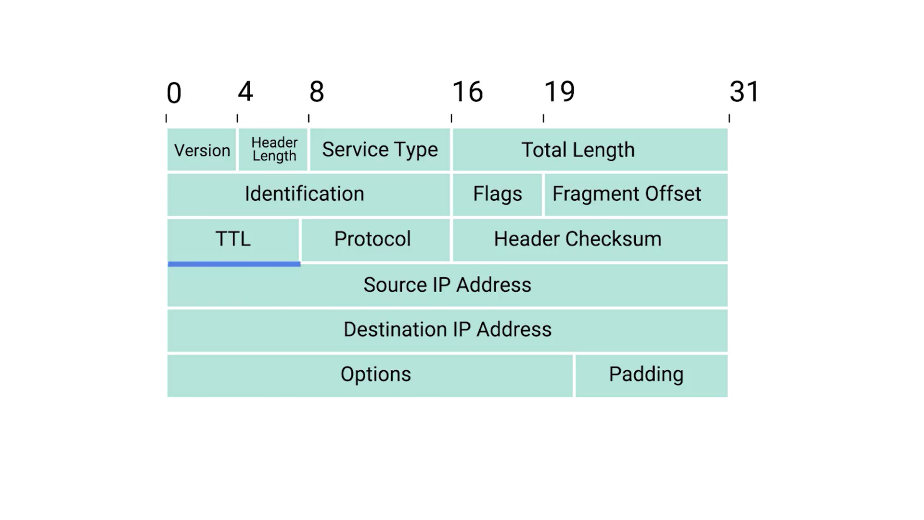 0 4 8 16 19 31
Version Header Length Service Type Total Length
Identification Flags Fragment Offset
TTL Protocol Header Checksum
Source IP Address
Destination IP Address
Options Padding